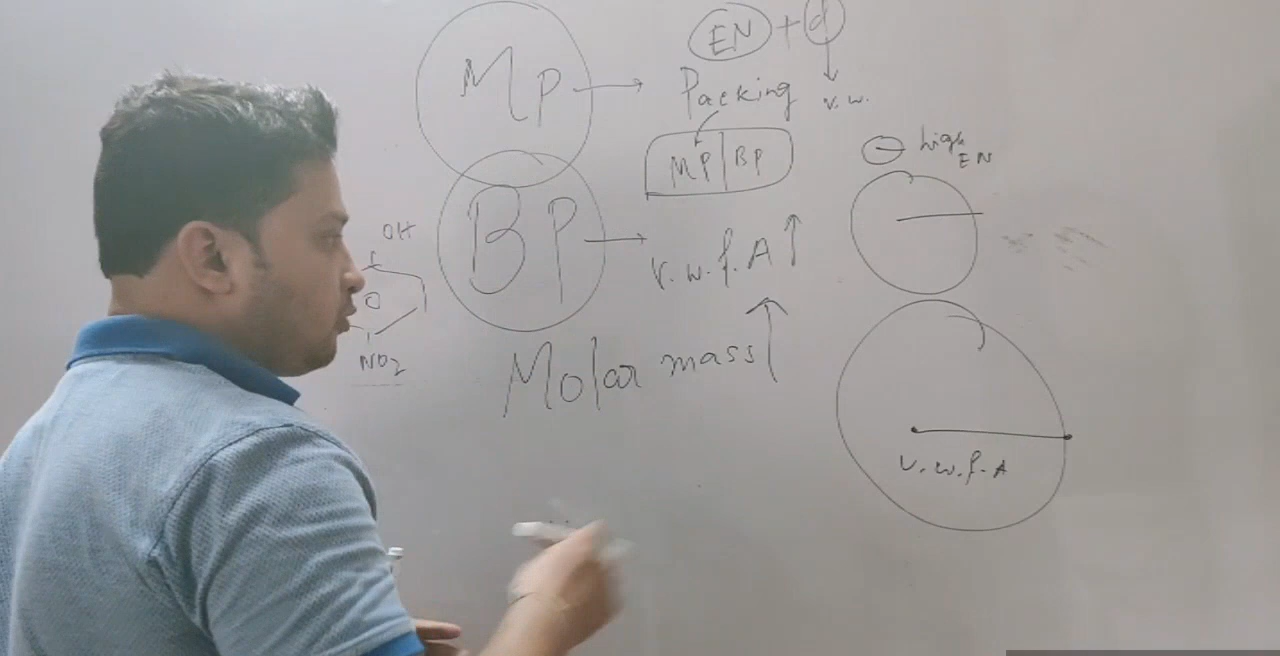 EN + d
MP → Packing
v.w.
MP | BP
high
EN
BP → v.w.f.A ↑
OH
NO2
Molar mass ↑
v.w.f.A